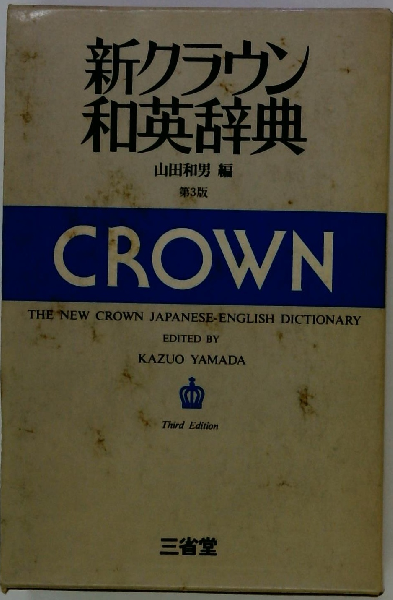 新クラウン
和英辞典
山田和男 編
第3版
CROWN
THE NEW CROWN JAPANESE-ENGLISH DICTIONARY
EDITED BY
KAZUO YAMADA
Third Edition
三省堂